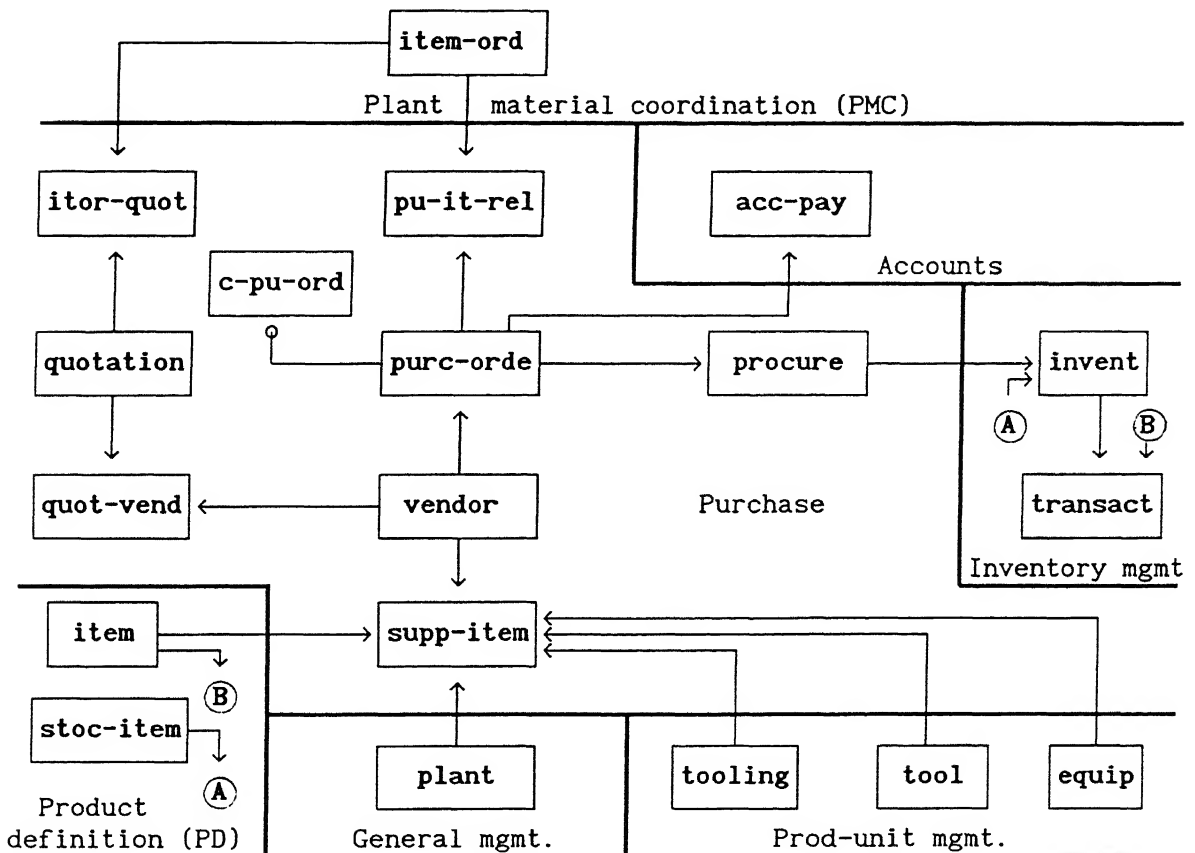 item-ord
Plant material coordination (PMC)
itor-quot
pu-it-rel
acc-pay
c-pu-ord
Accounts
quotation
purc-orde
procure
invent
A
B
quot-vend
vendor
Purchase
transact
Inventory mgmt
item
supp-item
B
stoc-item
A
plant
tooling
tool
equip
Product
definition (PD)
General mgmt.
Prod-unit mgmt.